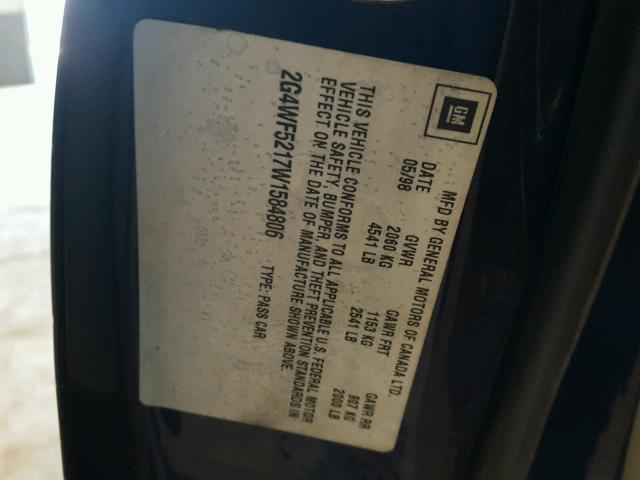 GM
MFD BY GENERAL MOTORS OF CANADA LTD.
DATE GVWR GAWR FRT GAWR RR
05/98 2060 KG 1153 KG 907 KG
4541 LB 2541 LB 2000 LB
THIS VEHICLE CONFORMS TO ALL APPLICABLE U.S. FEDERAL MOTOR
VEHICLE SAFETY, BUMPER, AND THEFT PREVENTION STANDARDS IN
EFFECT ON THE DATE OF MANUFACTURE SHOWN ABOVE.
2G4WF5217W1584806 TYPE: PASS CAR